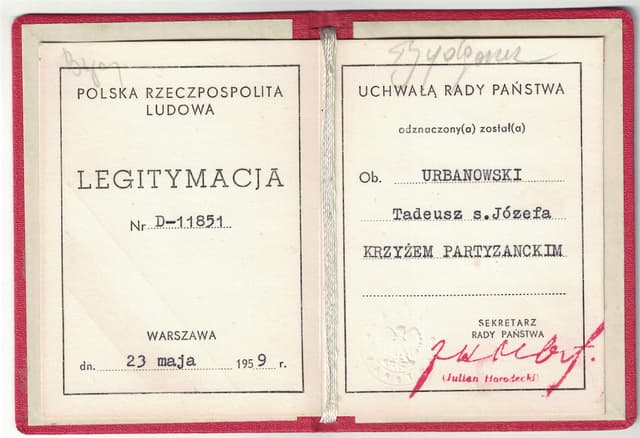 POLSKA RZECZPOSPOLITA
LUDOWA
LEGITYMACJA
Nr D-11851
WARSZAWA
dn. 23 maja 1959 r.
Bydgoszcz
UCHWAŁĄ RADY PAŃSTWA
odznaczony(a) został(a)
Ob. URBANOWSKI
Tadeusz s.Józefa
KRZYŻEM PARTYZANCKIM
SEKRETARZ
RADY PAŃSTWA
(Julian Horodecki)